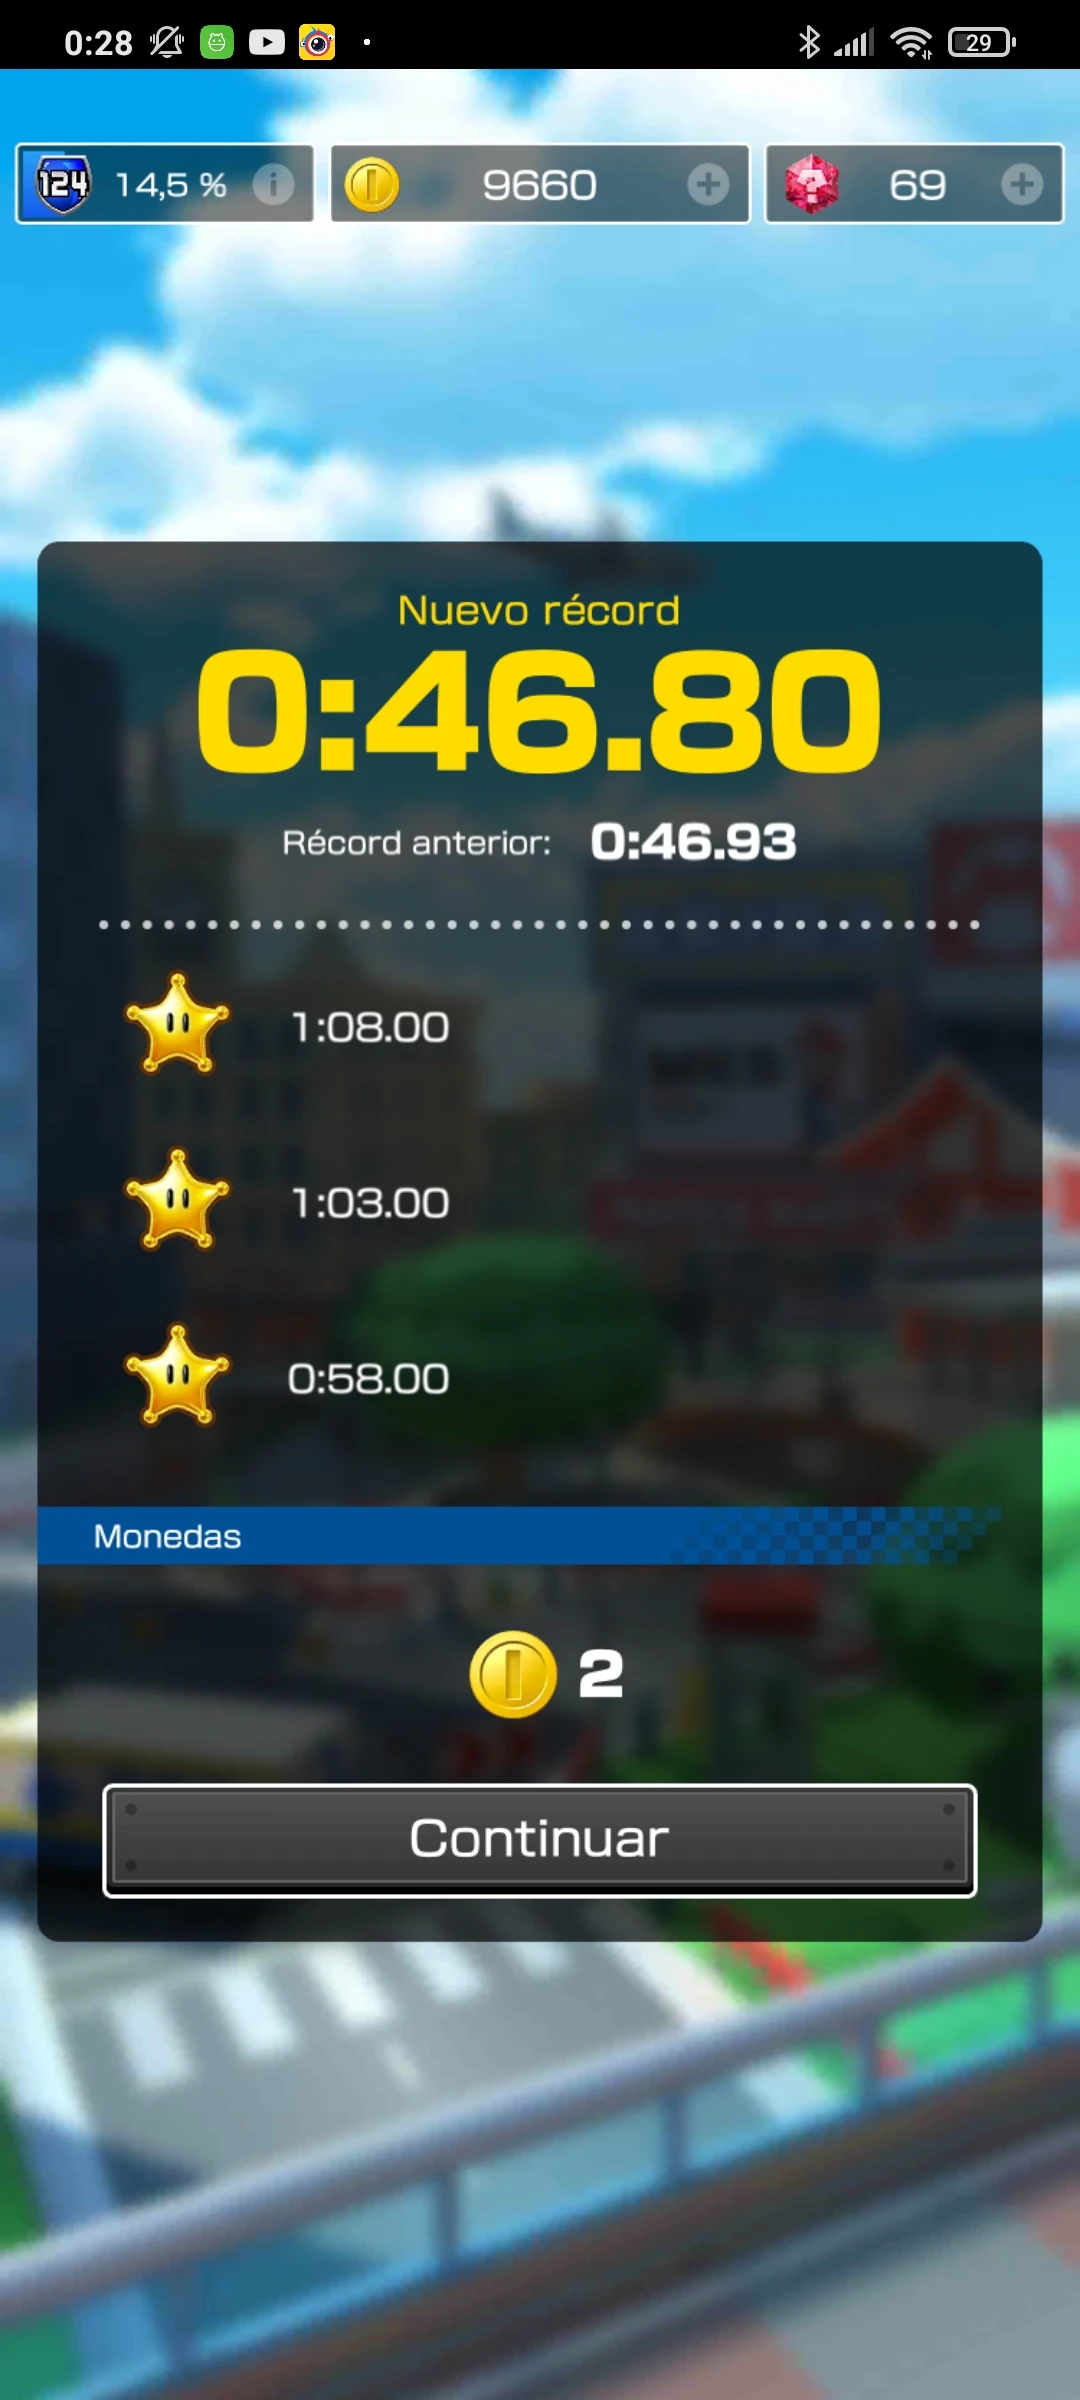 0:28
29
124 14,5 % i 9660 + 69 +
Nuevo récord
0:46.80
Récord anterior: 0:46.93
1:08.00
1:03.00
0:58.00
Monedas
2
Continuar